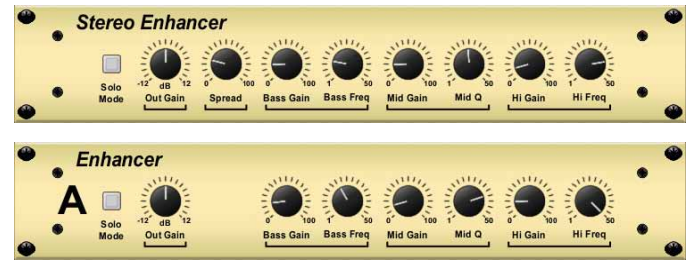 Stereo Enhancer
Solo Mode
-12 dB 12 0 100 0 100 1 50 0 100 1 50 0 100 1 50
Out Gain Spread Bass Gain Bass Freq Mid Gain Mid Q Hi Gain Hi Freq
Enhancer
A
Solo Mode
-12 dB 12 0 100 1 50 0 100 1 50 0 100 1 50
Out Gain Bass Gain Bass Freq Mid Gain Mid Q Hi Gain Hi Freq